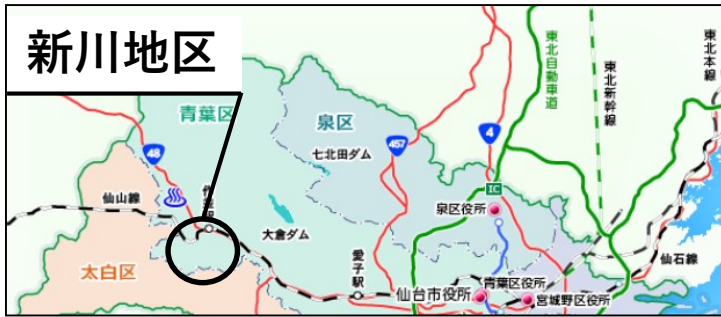 新川地区
青葉区
泉区
七北田ダム
457
4
48
東北自動車道
東北新幹線
東北本線
IC
泉区役所
仙山線
大倉ダム
太白区
愛子駅
仙台市役所
青葉区役所
宮城野区役所
仙石線